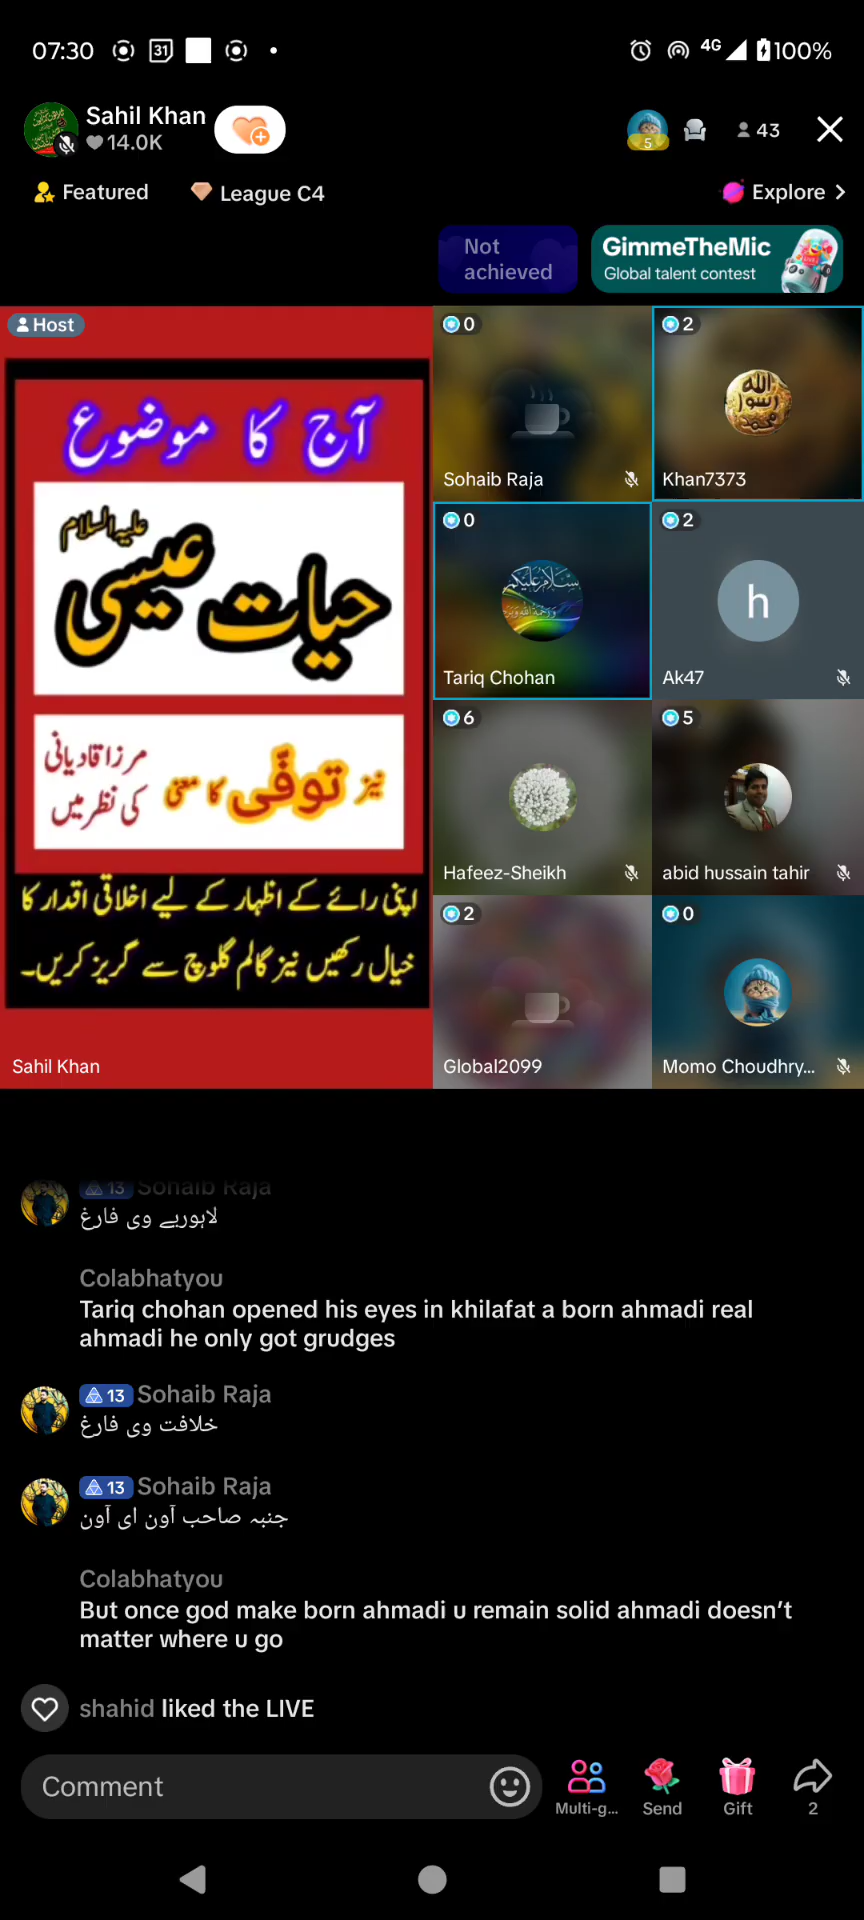 07:30
31
4G
100%
Sahil Khan
14.0K
5
43
Featured
League C4
Explore
Not
achieved
GimmeTheMic
Global talent contest
Host
آج کا موضوع
علیہ السلام
حیات عیسیٰ
نیز توفّی کا معنی
مرزا قادیانی
کی نظر میں
اپنی رائے کے اظہار کے لیے اخلاقی اقدار کا
خیال رکھیں نیز گالم گلوچ سے گریز کریں۔
Sahil Khan
0
Sohaib Raja
2
الله
رسول
محمد
Khan7373
0
Tariq Chohan
2
h
Ak47
6
Hafeez-Sheikh
5
abid hussain tahir
2
Global2099
0
Momo Choudhry...
13 Sohaib Raja
لاہوریے وی فارغ
Colabhatyou
Tariq chohan opened his eyes in khilafat a born ahmadi real
ahmadi he only got grudges
13 Sohaib Raja
خلافت وی فارغ
13 Sohaib Raja
جنبہ صاحب آون ای آون
Colabhatyou
But once god make born ahmadi u remain solid ahmadi doesn't
matter where u go
shahid liked the LIVE
Comment
Multi-g...
Send
Gift
2